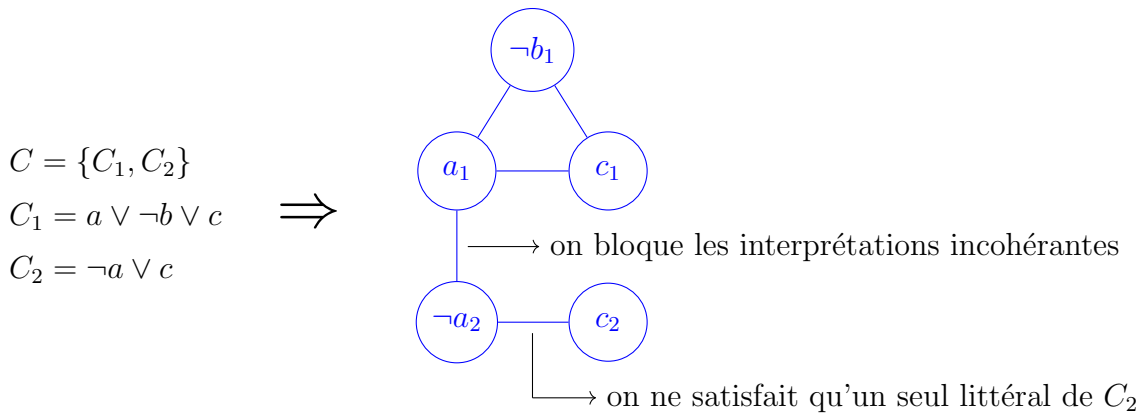 C = {C₁, C₂}
C₁ = a ∨ ¬b ∨ c
C₂ = ¬a ∨ c
⇒
¬b₁
a₁
c₁
on bloque les interprétations incohérantes
¬a₂
c₂
on ne satisfait qu'un seul littéral de C₂